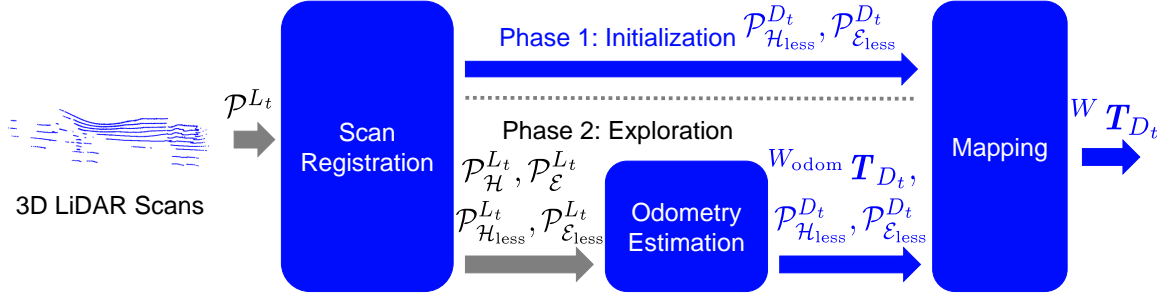 Phase 1: Initialization $\mathcal{P}^{D_t}_{\mathcal{H}_{\text{less}}}, \mathcal{P}^{D_t}_{\mathcal{E}_{\text{less}}}$
$\mathcal{P}^{L_t}$
3D LiDAR Scans
Scan
Registration
Phase 2: Exploration
$\mathcal{P}^{L_t}_{\mathcal{H}}, \mathcal{P}^{L_t}_{\mathcal{E}}$
$\mathcal{P}^{L_t}_{\mathcal{H}_{\text{less}}}, \mathcal{P}^{L_t}_{\mathcal{E}_{\text{less}}}$
Odometry
Estimation
${}^{W_{\text{odom}}}\boldsymbol{T}_{D_t},$
$\mathcal{P}^{D_t}_{\mathcal{H}_{\text{less}}}, \mathcal{P}^{D_t}_{\mathcal{E}_{\text{less}}}$
Mapping
${}^{W}\boldsymbol{T}_{D_t}$